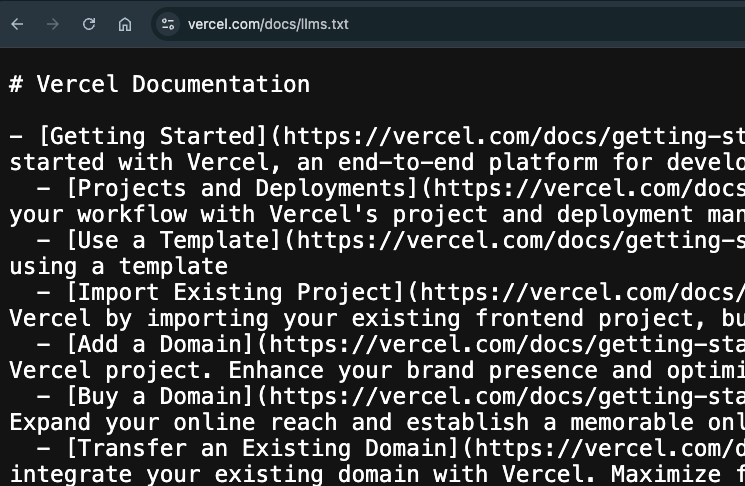 vercel.com/docs/llms.txt
# Vercel Documentation
- [Getting Started](https://vercel.com/docs/getting-st
started with Vercel, an end-to-end platform for develo
- [Projects and Deployments](https://vercel.com/docs
your workflow with Vercel's project and deployment man
- [Use a Template](https://vercel.com/docs/getting-s
using a template
- [Import Existing Project](https://vercel.com/docs/
Vercel by importing your existing frontend project, bu
- [Add a Domain](https://vercel.com/docs/getting-sta
Vercel project. Enhance your brand presence and optimi
- [Buy a Domain](https://vercel.com/docs/getting-sta
Expand your online reach and establish a memorable onl
- [Transfer an Existing Domain](https://vercel.com/d
integrate your existing domain with Vercel. Maximize f